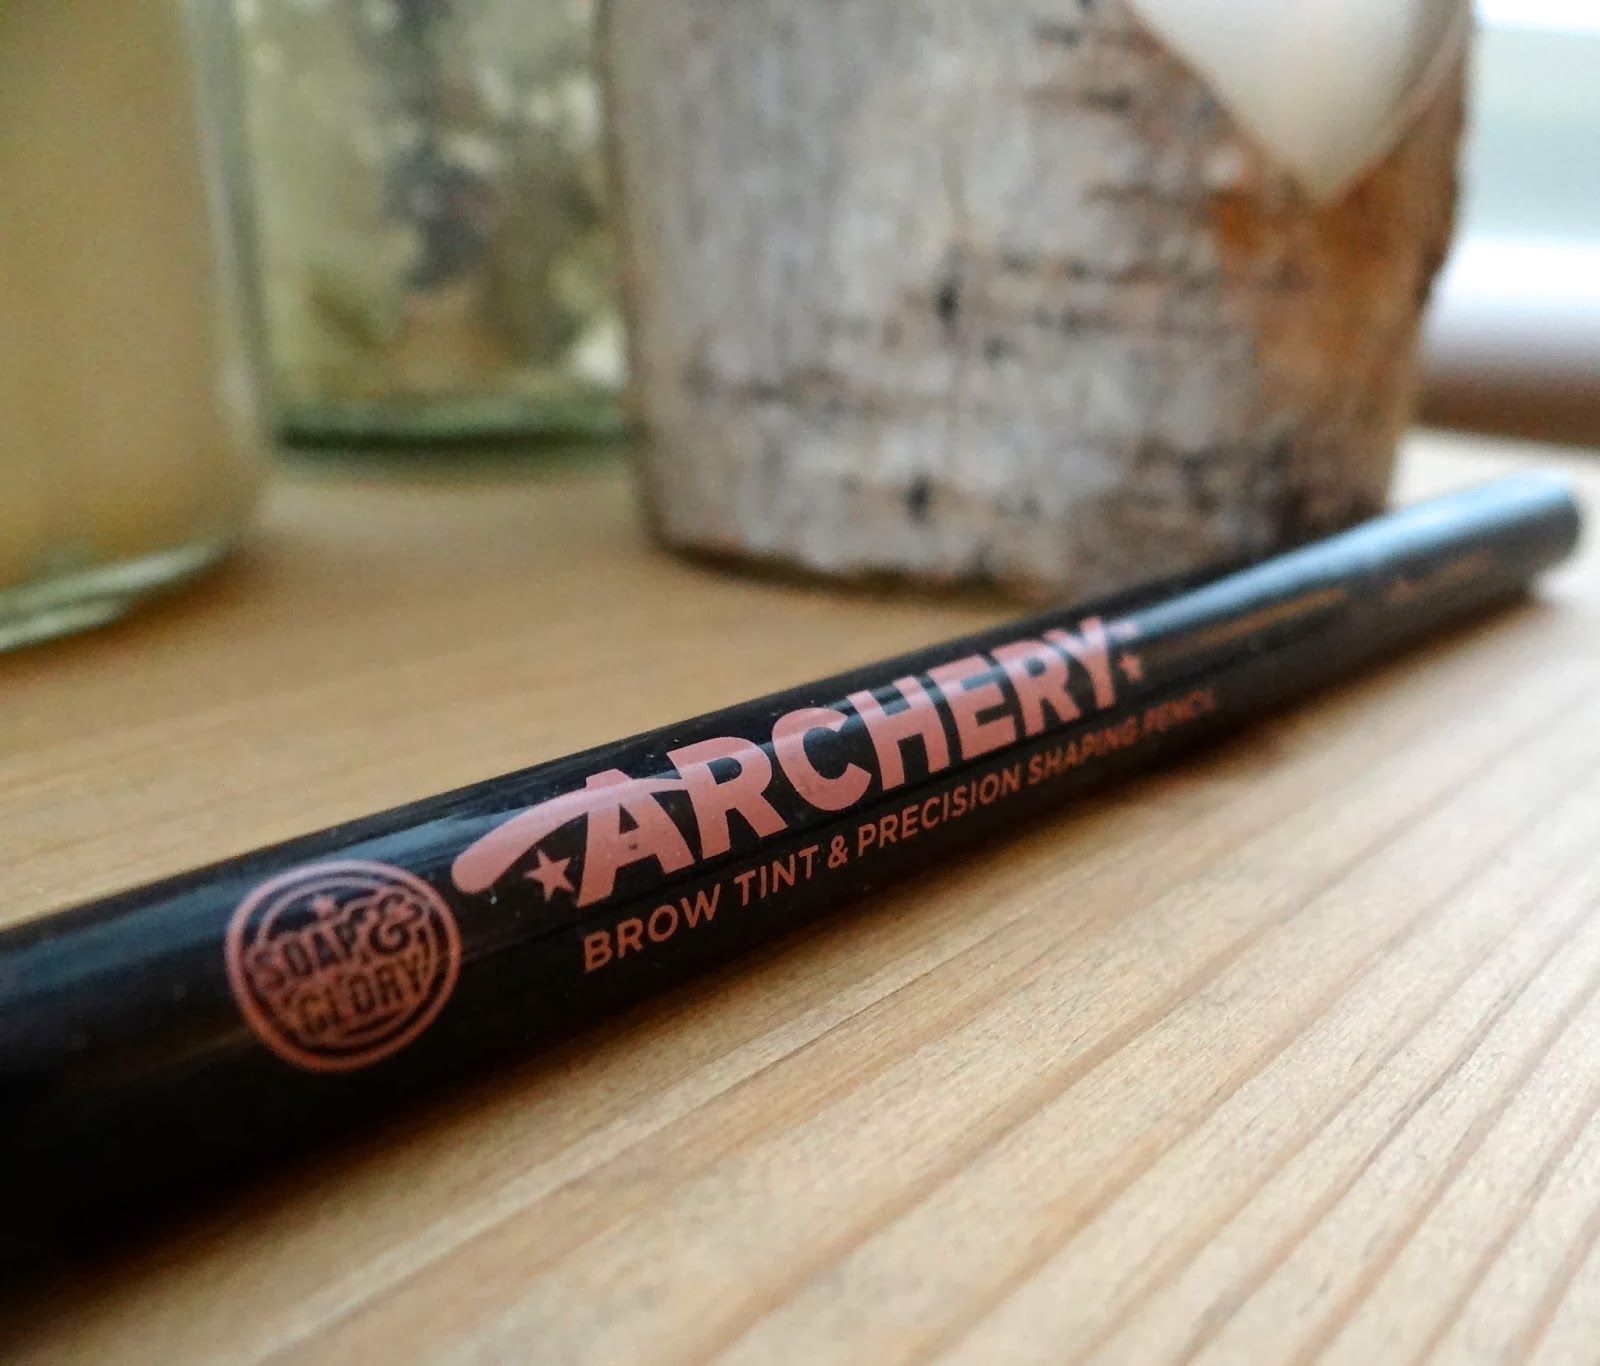 SOAP &
GLORY
ARCHERY
BROW TINT & PRECISION SHAPING PENCIL